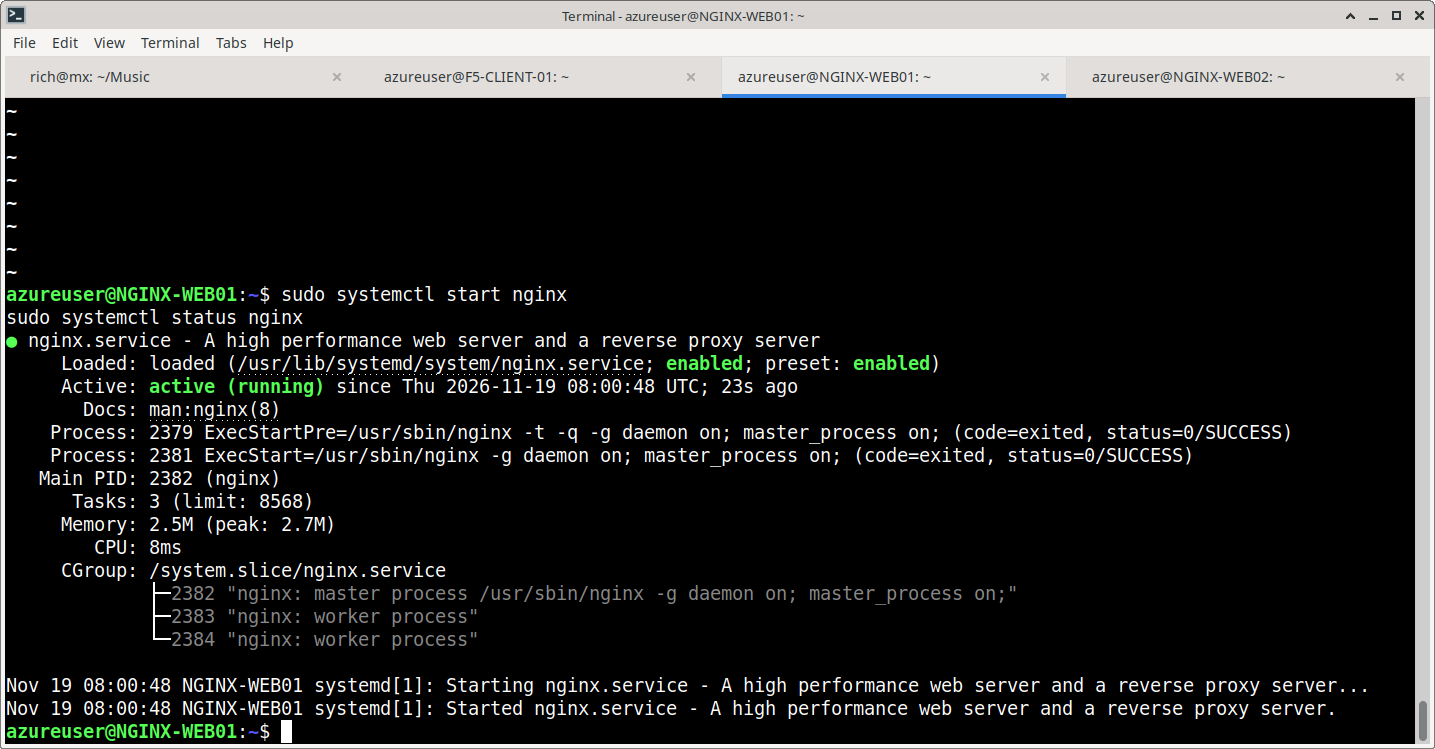 Terminal - azureuser@NGINX-WEB01: ~
File Edit View Terminal Tabs Help
rich@mx: ~/Music × azureuser@F5-CLIENT-01: ~ × azureuser@NGINX-WEB01: ~ × azureuser@NGINX-WEB02: ~ ×
~
~
~
~
~
~
~
~
azureuser@NGINX-WEB01:~$ sudo systemctl start nginx
sudo systemctl status nginx
● nginx.service - A high performance web server and a reverse proxy server
     Loaded: loaded (/usr/lib/systemd/system/nginx.service; enabled; preset: enabled)
     Active: active (running) since Thu 2026-11-19 08:00:48 UTC; 23s ago
       Docs: man:nginx(8)
    Process: 2379 ExecStartPre=/usr/sbin/nginx -t -q -g daemon on; master_process on; (code=exited, status=0/SUCCESS)
    Process: 2381 ExecStart=/usr/sbin/nginx -g daemon on; master_process on; (code=exited, status=0/SUCCESS)
   Main PID: 2382 (nginx)
      Tasks: 3 (limit: 8568)
     Memory: 2.5M (peak: 2.7M)
        CPU: 8ms
     CGroup: /system.slice/nginx.service
             ├─2382 "nginx: master process /usr/sbin/nginx -g daemon on; master_process on;"
             ├─2383 "nginx: worker process"
             └─2384 "nginx: worker process"
Nov 19 08:00:48 NGINX-WEB01 systemd[1]: Starting nginx.service - A high performance web server and a reverse proxy server...
Nov 19 08:00:48 NGINX-WEB01 systemd[1]: Started nginx.service - A high performance web server and a reverse proxy server.
azureuser@NGINX-WEB01:~$